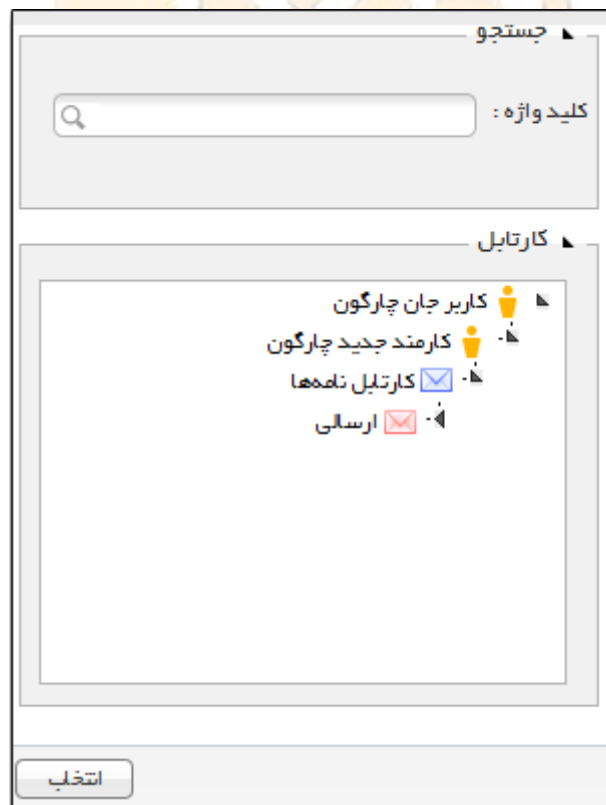 جستجو
کلید واژه :
کارتابل
کاربر جان چارگون
کارمند جدید چارگون
کارتابل نامه‌ها
ارسالی
انتخاب